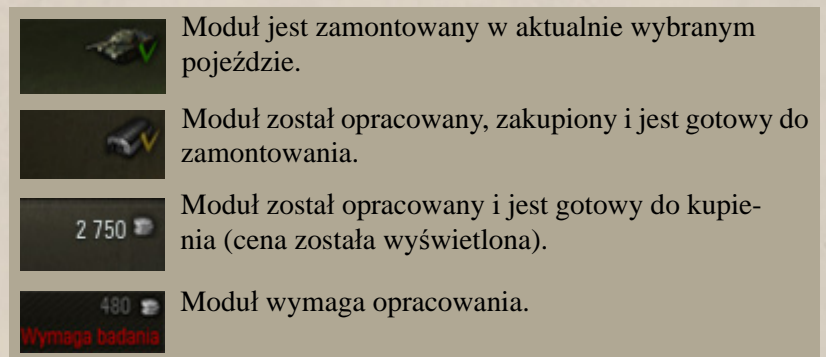 Moduł jest zamontowany w aktualnie wybranym
pojeździe.
Moduł został opracowany, zakupiony i jest gotowy do
zamontowania.
2 750
Moduł został opracowany i jest gotowy do kupie-
nia (cena została wyświetlona).
480
Wymaga badania
Moduł wymaga opracowania.